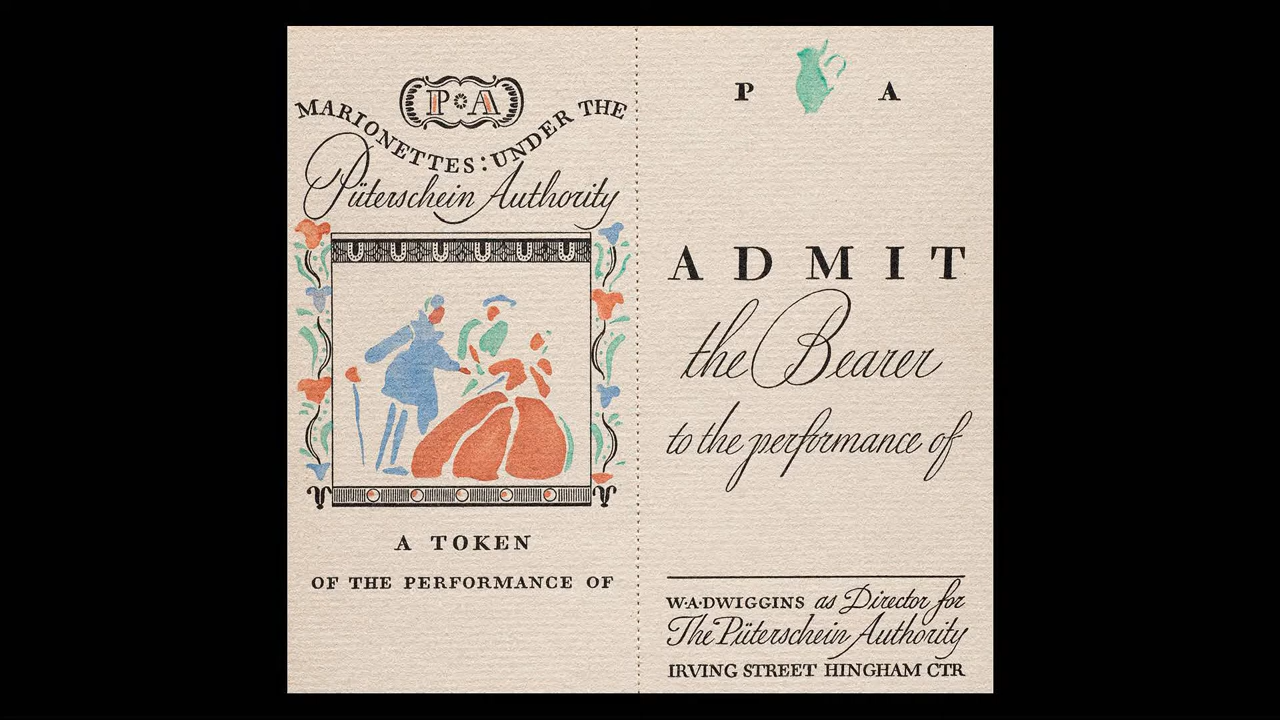 P A
MARIONETTES: UNDER THE
Püterschein Authority
A TOKEN
OF THE PERFORMANCE OF
P A
ADMIT
the Bearer
to the performance of
W·A·DWIGGINS as Director for
The Püterschein Authority
IRVING STREET HINGHAM CTR